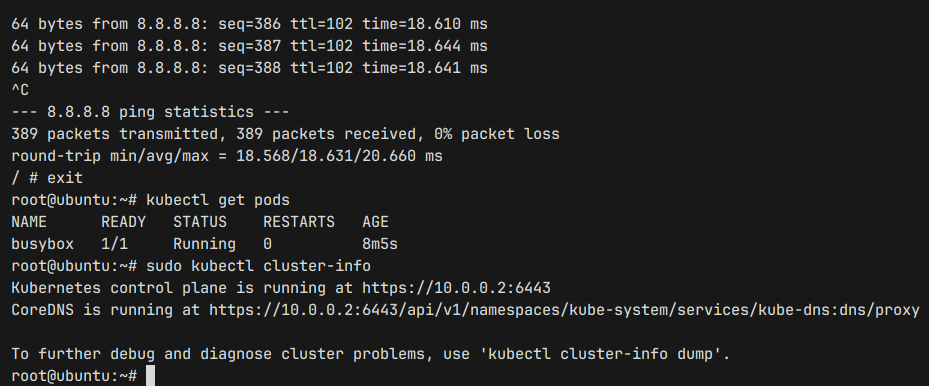 64 bytes from 8.8.8.8: seq=386 ttl=102 time=18.610 ms
64 bytes from 8.8.8.8: seq=387 ttl=102 time=18.644 ms
64 bytes from 8.8.8.8: seq=388 ttl=102 time=18.641 ms
^C
--- 8.8.8.8 ping statistics ---
389 packets transmitted, 389 packets received, 0% packet loss
round-trip min/avg/max = 18.568/18.631/20.660 ms
/ # exit
root@ubuntu:~# kubectl get pods
NAME      READY   STATUS    RESTARTS   AGE
busybox   1/1     Running   0          8m5s
root@ubuntu:~# sudo kubectl cluster-info
Kubernetes control plane is running at https://10.0.0.2:6443
CoreDNS is running at https://10.0.0.2:6443/api/v1/namespaces/kube-system/services/kube-dns:dns/proxy

To further debug and diagnose cluster problems, use 'kubectl cluster-info dump'.
root@ubuntu:~#